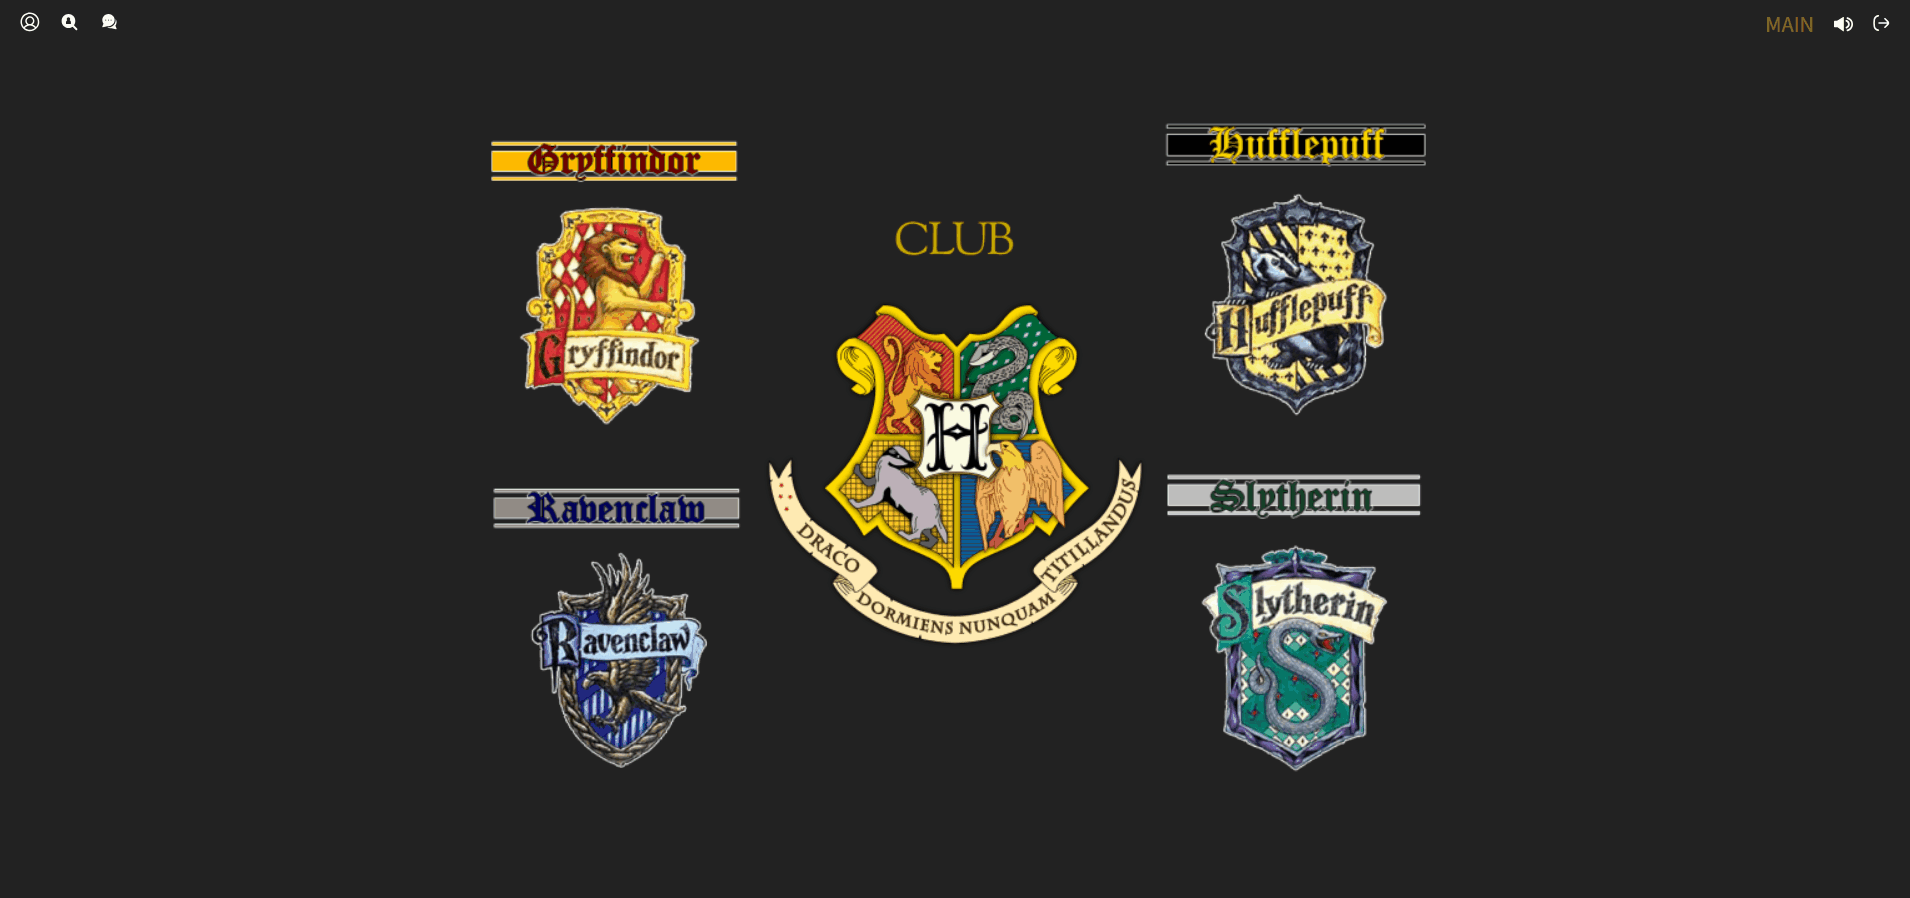 MAIN
Gryffindor
Hufflepuff
Gryffindor
CLUB
Hufflepuff
H
Ravenclaw
Slytherin
DRACO DORMIENS NUNQUAM TITILLANDUS
Ravenclaw
Slytherin